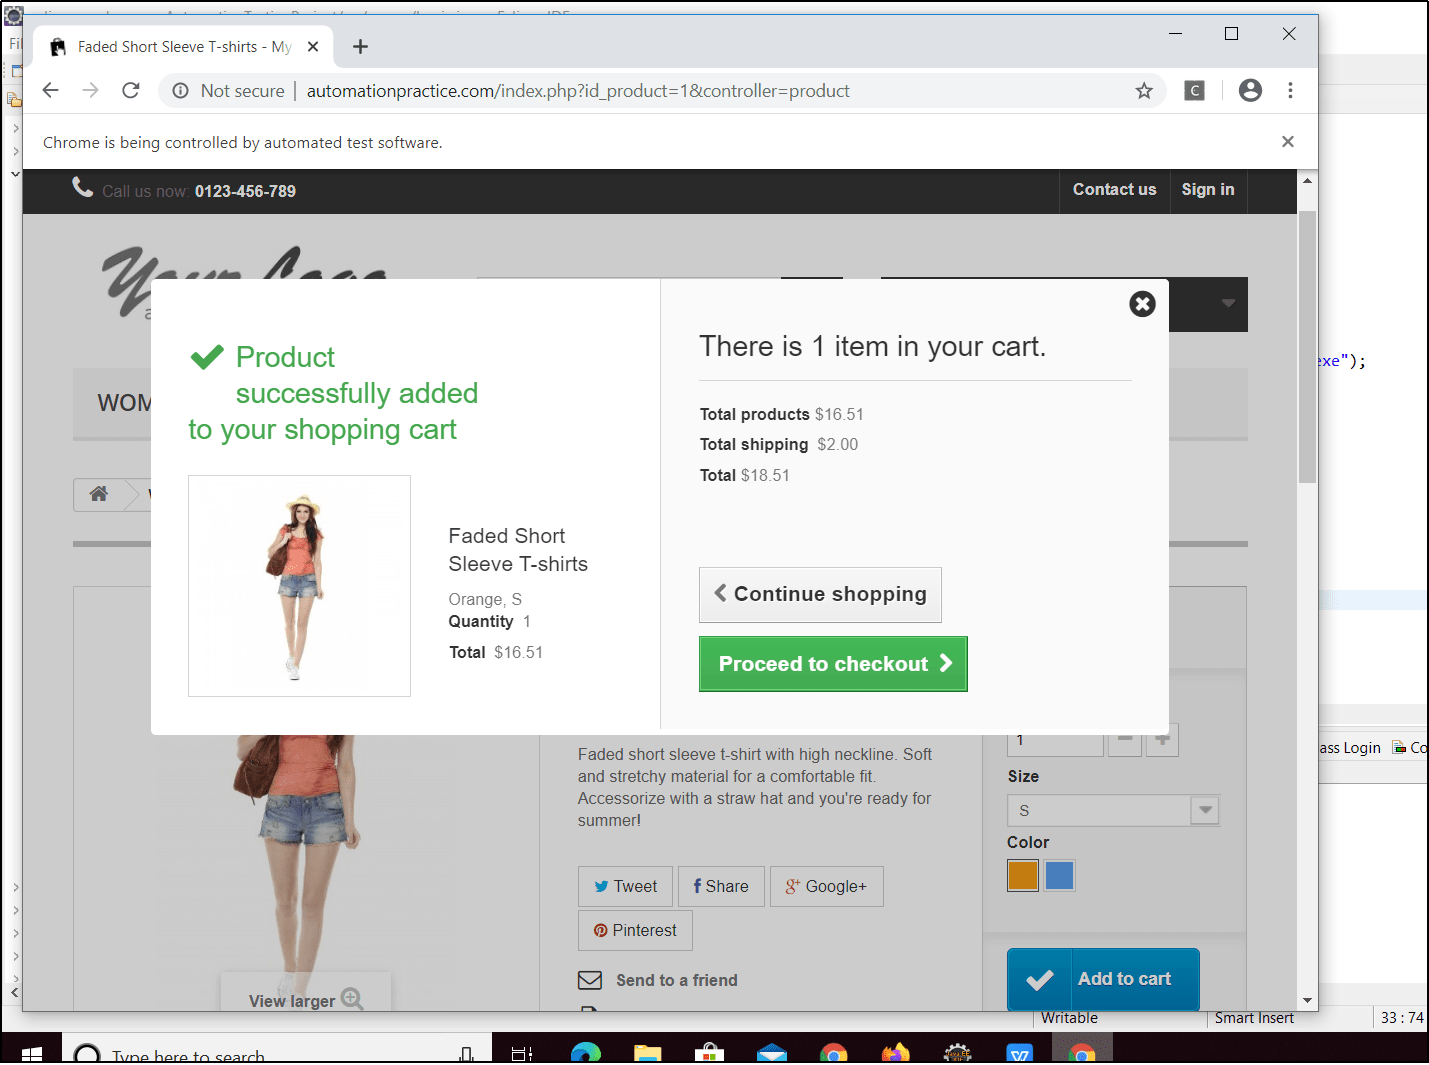 Fil
Faded Short Sleeve T-shirts - My
Not secure | automationpractice.com/index.php?id_product=1&controller=product
C
Chrome is being controlled by automated test software.
Call us now: 0123-456-789
Contact us
Sign in
Your Logo
There is 1 item in your cart.
Product
successfully added
to your shopping cart
xe");
WOM
Total products $16.51
Total shipping $2.00
Total $18.51
Faded Short
Sleeve T-shirts
Orange, S
Quantity 1
Total $16.51
Continue shopping
Proceed to checkout
1
ass Login
Co
Faded short sleeve t-shirt with high neckline. Soft
and stretchy material for a comfortable fit.
Accessorize with a straw hat and you're ready for
summer!
Size
S
Color
Tweet
Share
Google+
Pinterest
Send to a friend
Add to cart
View larger
Writable
Smart Insert
33 : 74
Type here to search